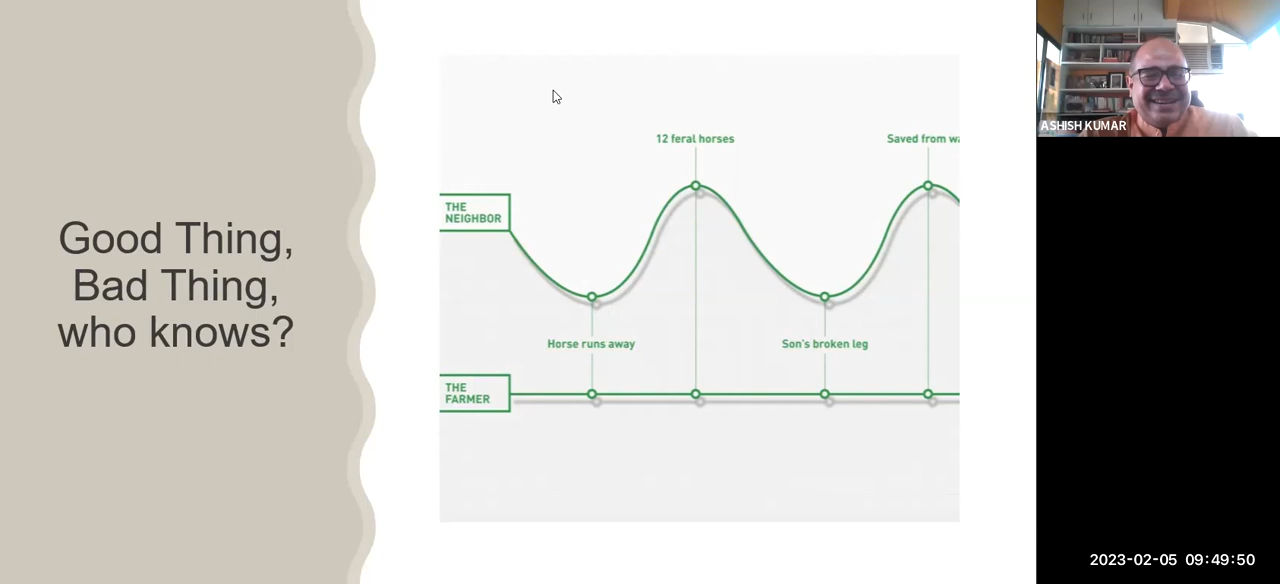 Good Thing,
Bad Thing,
who knows?
12 feral horses
Saved from wa
THE
NEIGHBOR
Horse runs away
Son's broken leg
THE
FARMER
ASHISH KUMAR
2023-02-05 09:49:50